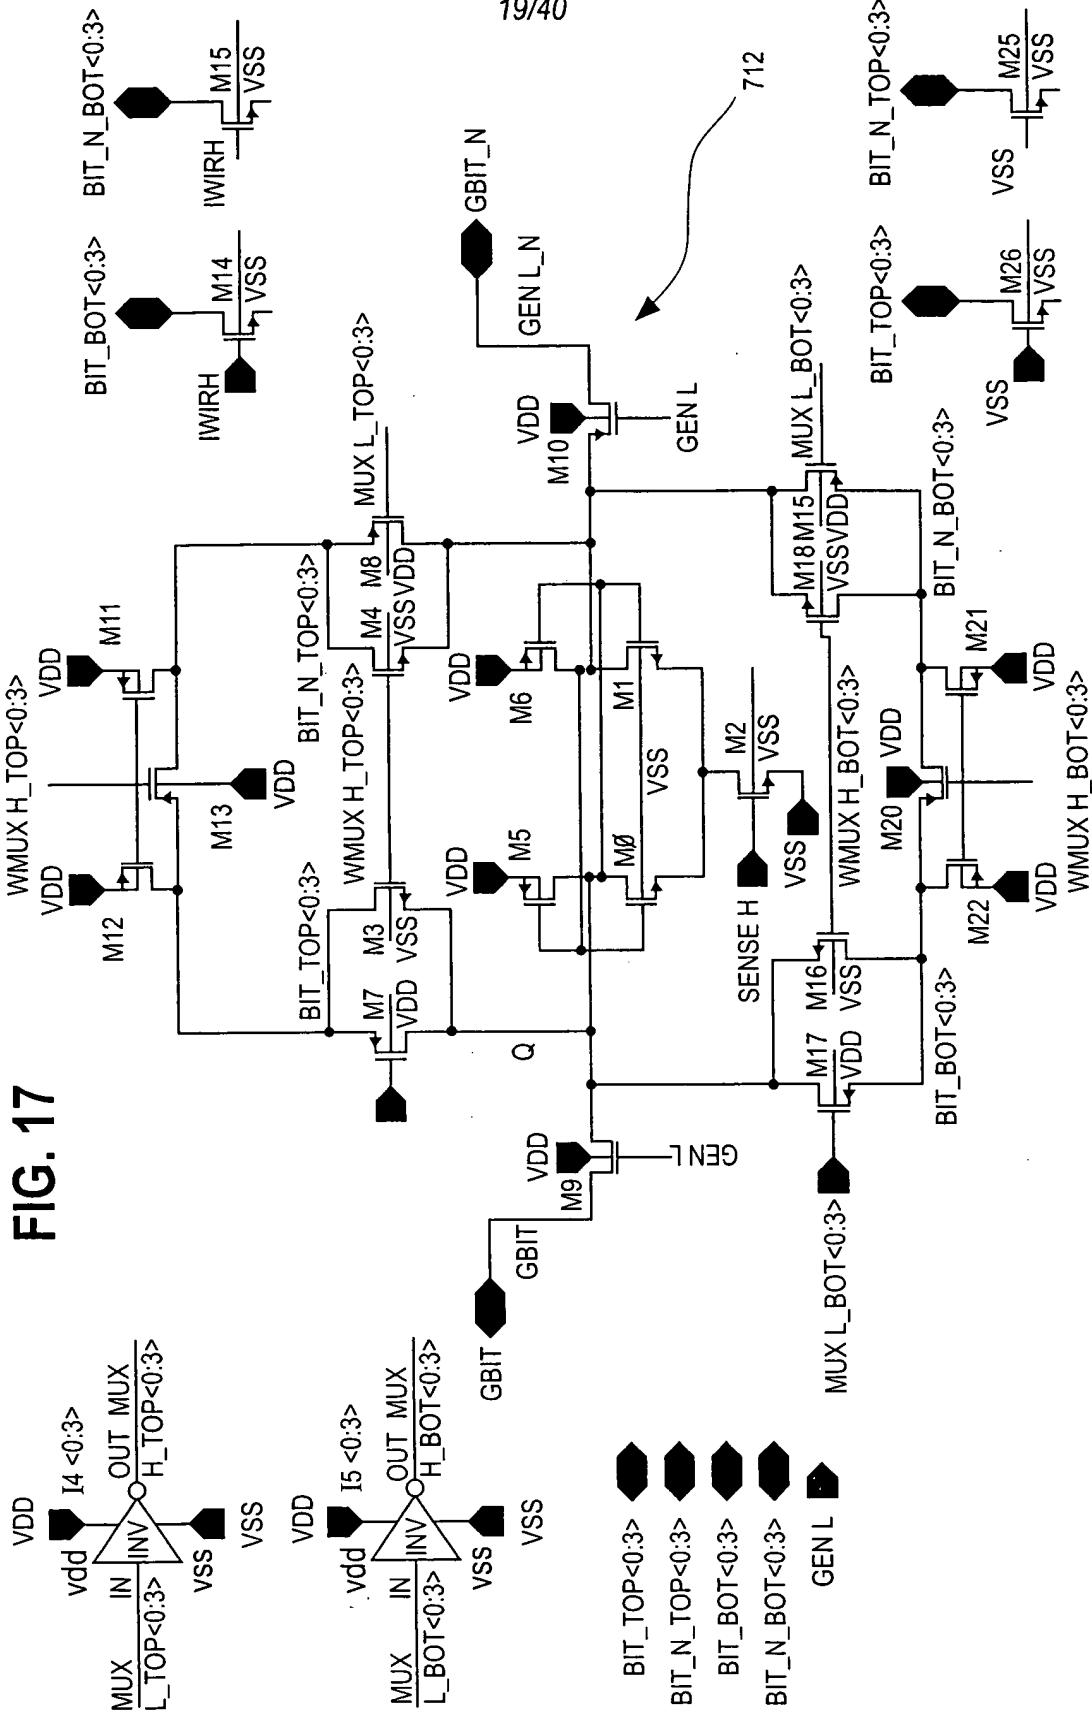 19/40
FIG. 17
MUX
L_TOP<0:3>
IN
vdd
VDD
I4 <0:3>
INV
VSS
VSS
OUT MUX
H_TOP<0:3>
MUX
L_BOT<0:3>
IN
vdd
VDD
I5 <0:3>
INV
VSS
VSS
OUT MUX
H_BOT<0:3>
BIT_TOP<0:3>
BIT_N_TOP<0:3>
BIT_BOT<0:3>
BIT_N_BOT<0:3>
GEN L
WMUX H_TOP<0:3>
VDD
M12
VDD
M11
M13
VDD
BIT_TOP<0:3>
M7
VDD
M3
VSS
WMUX H_TOP<0:3>
BIT_N_TOP<0:3>
M4
VSS
M8
VDD
MUX L_TOP<0:3>
Q
GBIT
GBIT
M9
VDD
GEN L
VDD
M5
VDD
M6
MØ
VSS
M1
SENSE H
M2
VSS
VSS
M10
VDD
GEN L
GEN L_N
GBIT_N
712
MUX L_BOT<0:3>
M17
VDD
M16
VSS
WMUX H_BOT<0:3>
M18
VSS
M15
VDD
MUX L_BOT<0:3>
BIT_BOT<0:3>
BIT_N_BOT<0:3>
M20
VDD
M22
VDD
M21
VDD
WMUX H_BOT<0:3>
BIT_BOT<0:3>
IWIRH
M14
VSS
BIT_N_BOT<0:3>
IWIRH
M15
VSS
BIT_TOP<0:3>
VSS
M26
VSS
BIT_N_TOP<0:3>
VSS
M25
VSS